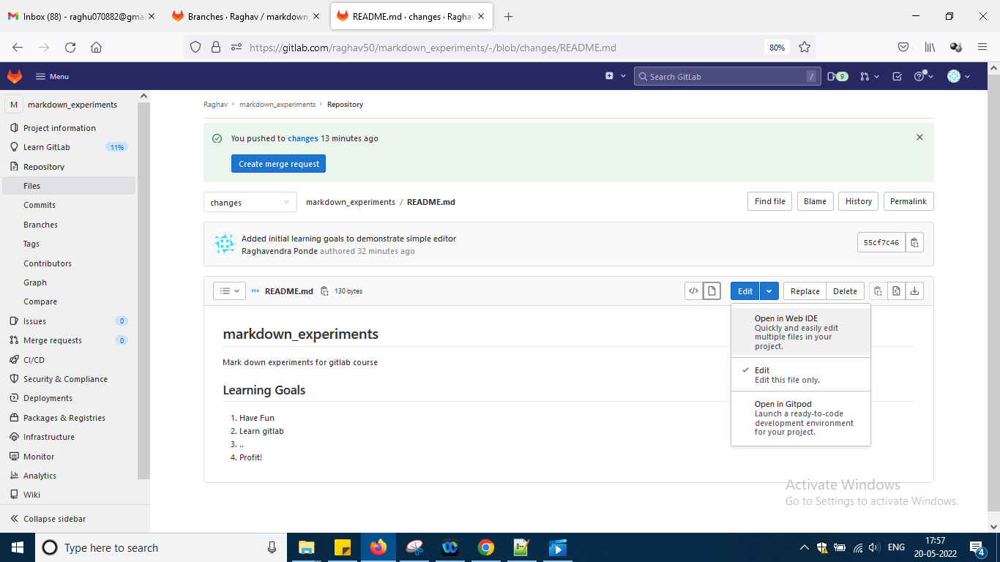 Inbox (88) - raghu070882@gmai
Branches · Raghav / markdown_
README.md · changes · Raghav
https://gitlab.com/raghav50/markdown_experiments/-/blob/changes/README.md
80%
Menu
Search GitLab
/
9
M
markdown_experiments
Project information
Learn GitLab
11%
Repository
Files
Commits
Branches
Tags
Contributors
Graph
Compare
Issues
0
Merge requests
0
CI/CD
Security & Compliance
Deployments
Packages & Registries
Infrastructure
Monitor
Analytics
Wiki
Collapse sidebar
Raghav > markdown_experiments > Repository
You pushed to changes 13 minutes ago
Create merge request
changes
markdown_experiments / README.md
Find file
Blame
History
Permalink
Added initial learning goals to demonstrate simple editor
Raghavendra Ponde authored 32 minutes ago
55cf7c46
README.md
130 bytes
Edit
Replace
Delete
Open in Web IDE
Quickly and easily edit
multiple files in your
project.
Edit
Edit this file only.
Open in Gitpod
Launch a ready-to-code
development environment
for your project.
markdown_experiments
Mark down experiments for gitlab course
Learning Goals
1. Have Fun
2. Learn gitlab
3. ..
4. Profit!
Activate Windows
Go to Settings to activate Windows.
Type here to search
ENG
17:57
20-05-2022
4